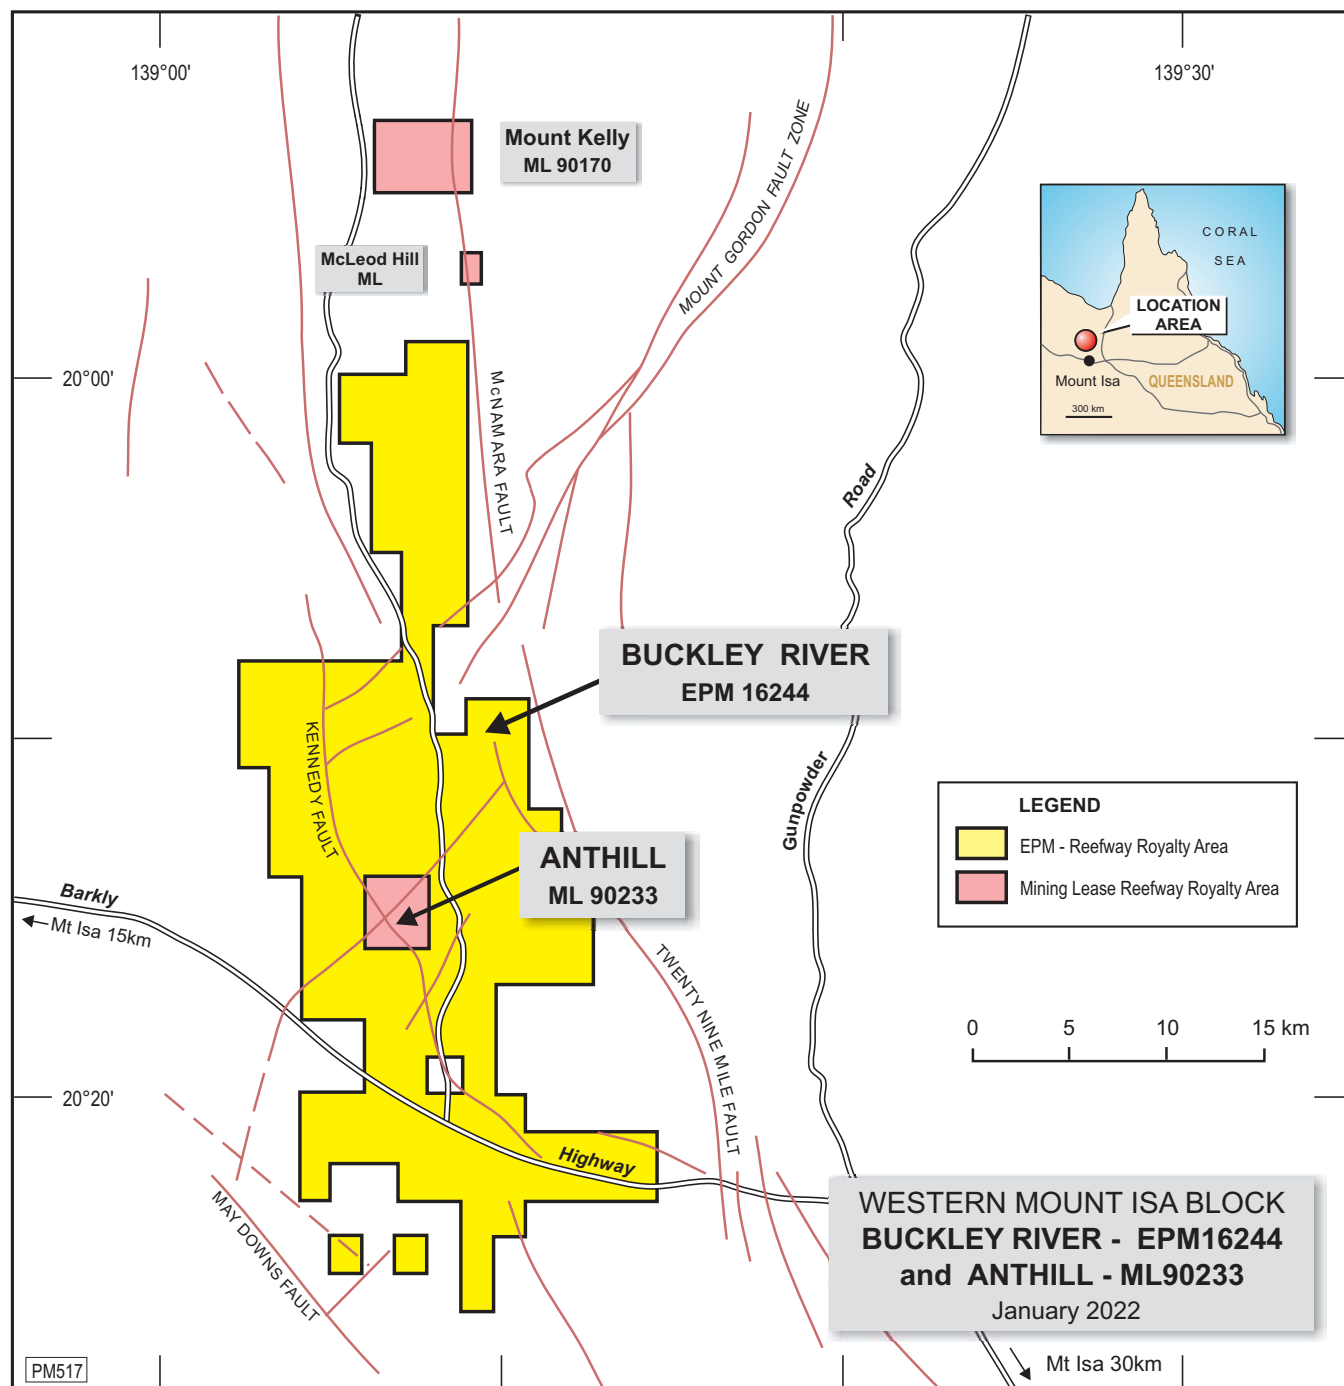 139°00'
139°30'
Mount Kelly
ML 90170
MOUNT GORDON FAULT ZONE
McLeod Hill
ML
CORAL
SEA
LOCATION
AREA
Mount Isa
QUEENSLAND
300 km
20°00'
McNAMARA FAULT
Road
BUCKLEY RIVER
EPM 16244
KENNEDY FAULT
Gunpowder
LEGEND
EPM - Reefway Royalty Area
Mining Lease Reefway Royalty Area
ANTHILL
ML 90233
Barkly
Mt Isa 15km
TWENTY NINE MILE FAULT
0 5 10 15 km
20°20'
Highway
MAY DOWNS FAULT
WESTERN MOUNT ISA BLOCK
BUCKLEY RIVER - EPM16244
and ANTHILL - ML90233
January 2022
Mt Isa 30km
PM517